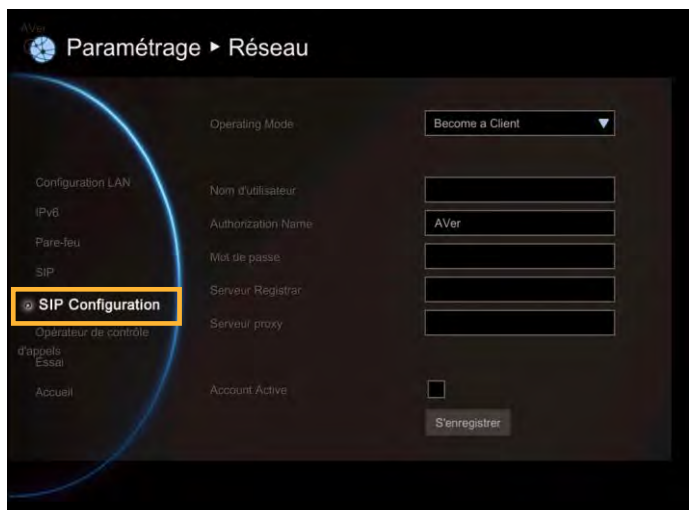 AVer
Paramétrage ▸ Réseau
Operating Mode
Become a Client
Configuration LAN
Nom d'utilisateur
IPv6
Authorization Name
AVer
Pare-feu
Mot de passe
SIP
Serveur Registrar
SIP Configuration
Serveur proxy
Opérateur de contrôle
d'appels
Essai
Accueil
Account Active
S'enregistrer